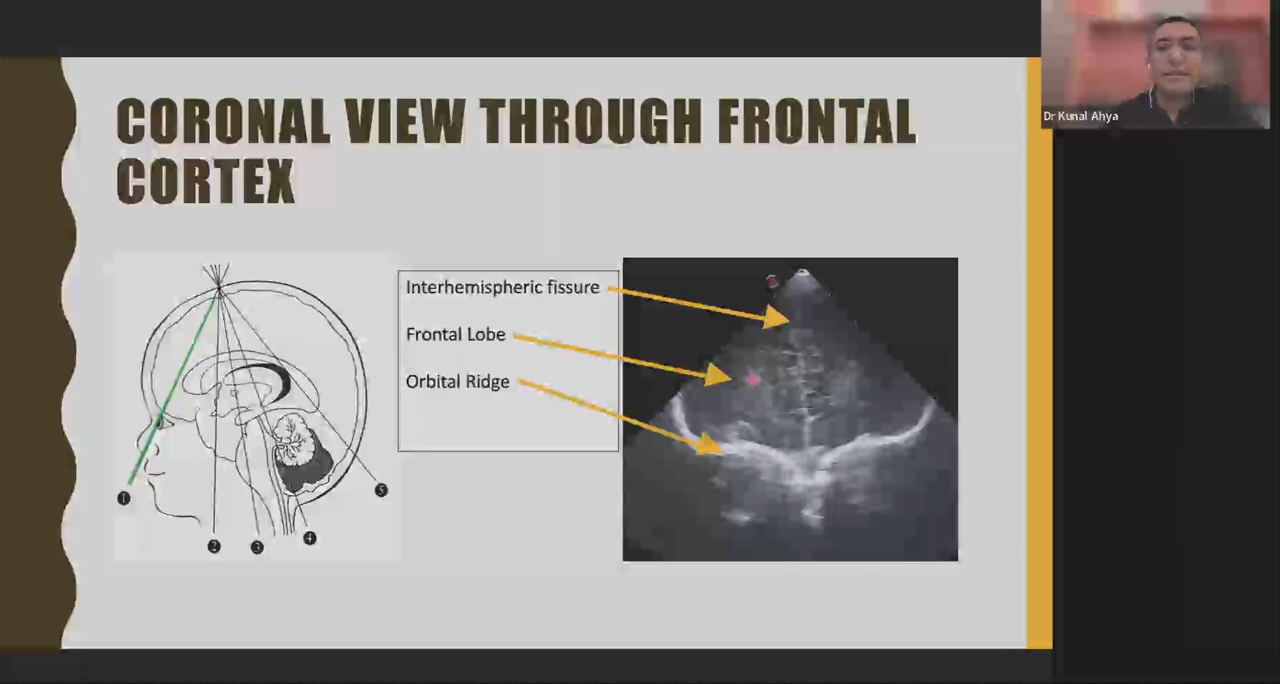 CORONAL VIEW THROUGH FRONTAL
CORTEX
Dr Kunal Ahya
Interhemispheric fissure
Frontal Lobe
Orbital Ridge
1
5
2
3
4